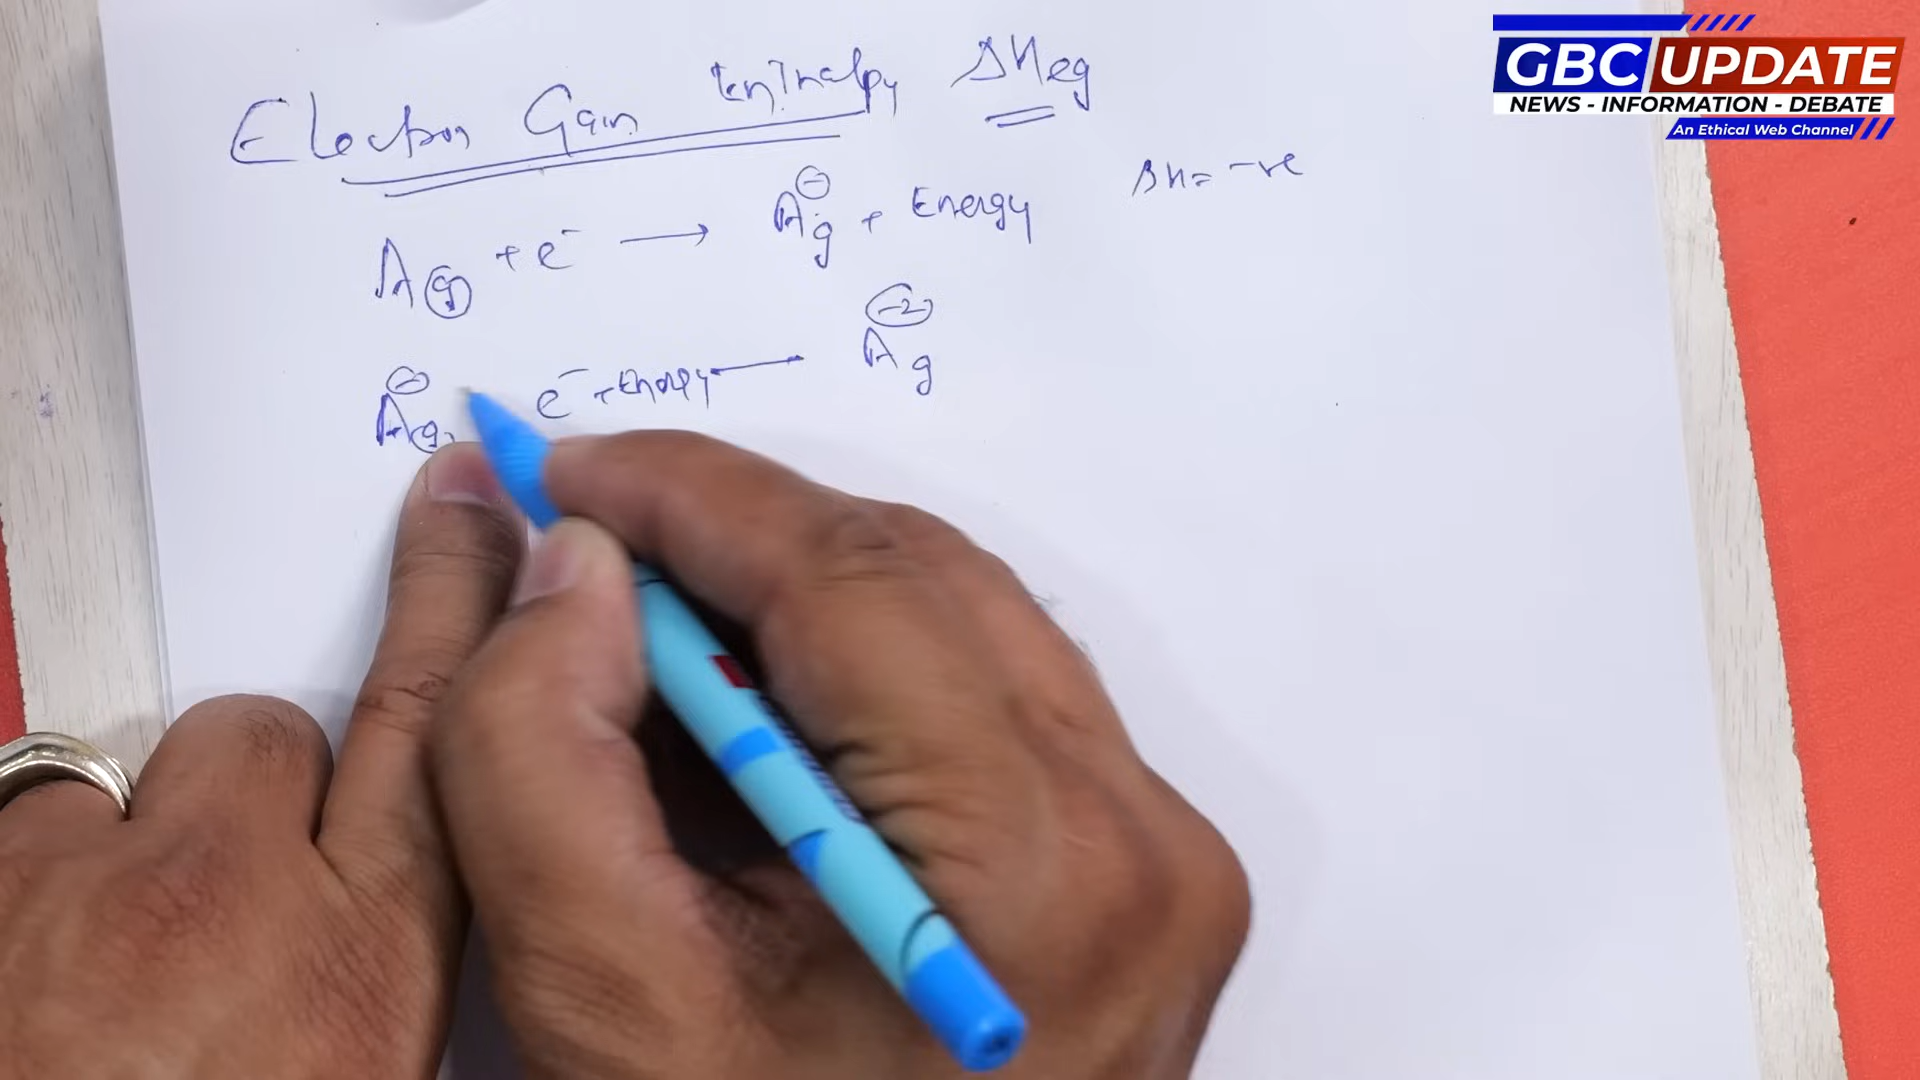 Electron Gain Enthalpy ΔHeg
A(g) + e⁻ → A⁻g + Energy ΔH = -ve
A⁻(g) e⁻ + Energy → A⁻²g
GBC UPDATE
NEWS - INFORMATION - DEBATE
An Ethical Web Channel